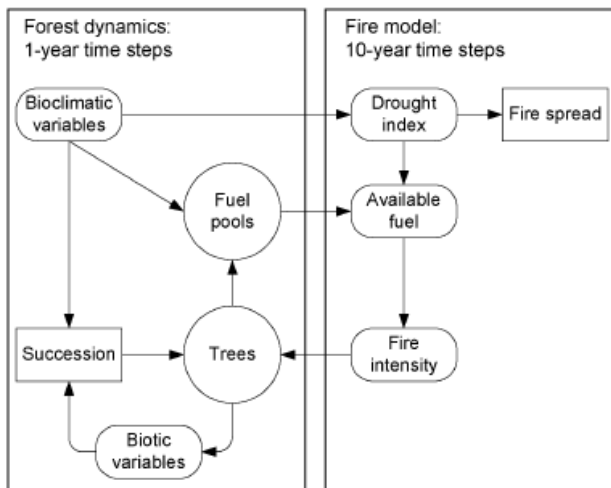 Forest dynamics:
1-year time steps
Fire model:
10-year time steps
Bioclimatic
variables
Drought
index
Fire spread
Fuel
pools
Available
fuel
Succession
Trees
Fire
intensity
Biotic
variables